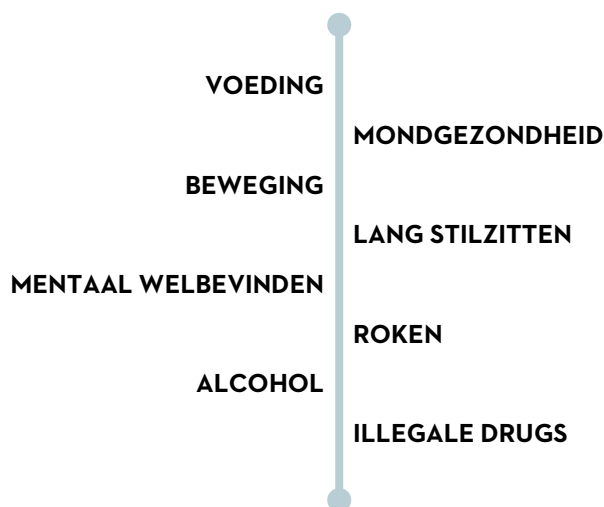 VOEDING
MONDGEZONDHEID
BEWEGING
LANG STILZITTEN
MENTAAL WELBEVINDEN
ROKEN
ALCOHOL
ILLEGALE DRUGS